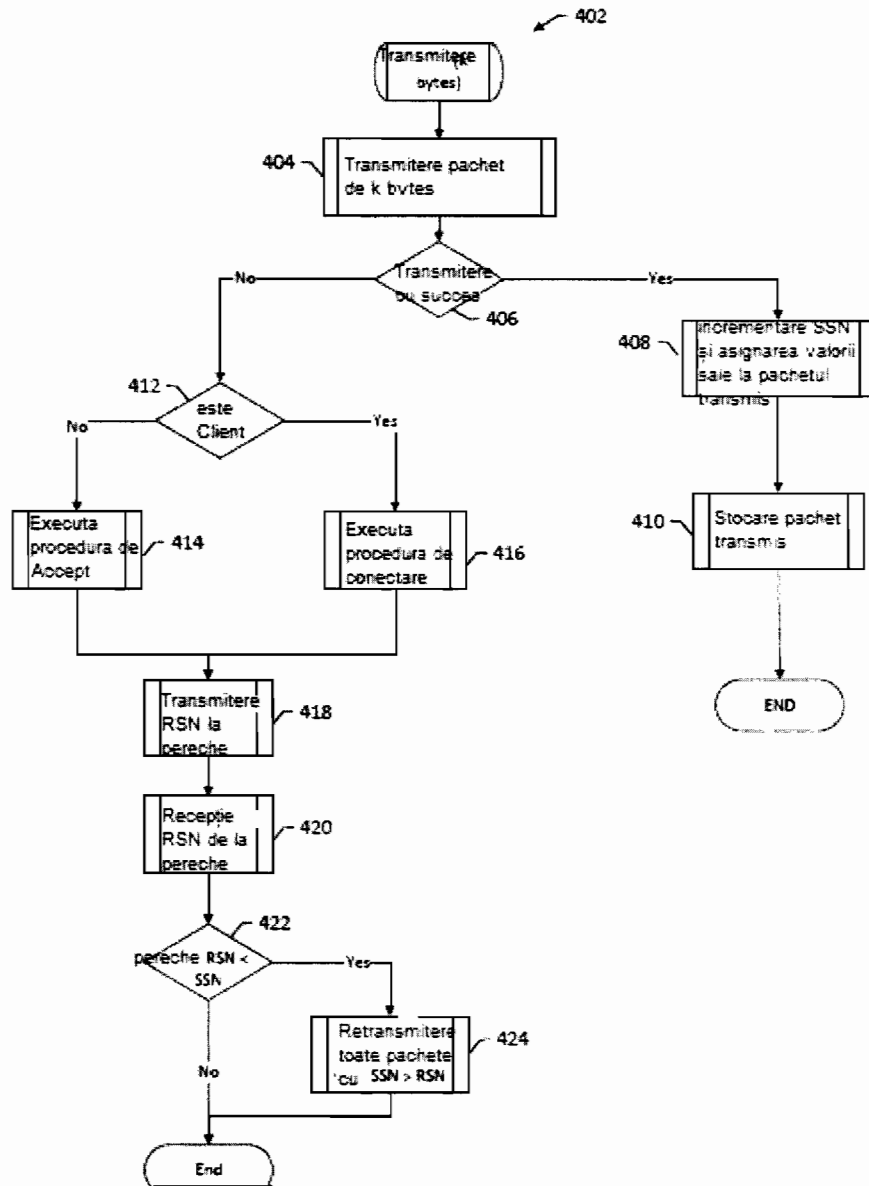 402
Transmitere
(k
bytes)
404
Transmitere pachet
de k bytes
No
Transmitere
cu succes
Yes
406
408
Incrementare SSN
și asignarea valorii
sale la pachetul
transmis
412
este
Client
No
Yes
410
Stocare pachet
transmis
Executa
procedura de
Accept
414
Executa
procedura de
conectare
416
Transmitere
RSN la
pereche
418
END
Recepție
RSN de la
pereche
420
422
pereche RSN <
SSN
Yes
Retransmitere
toate pachete
cu SSN > RSN
424
No
End